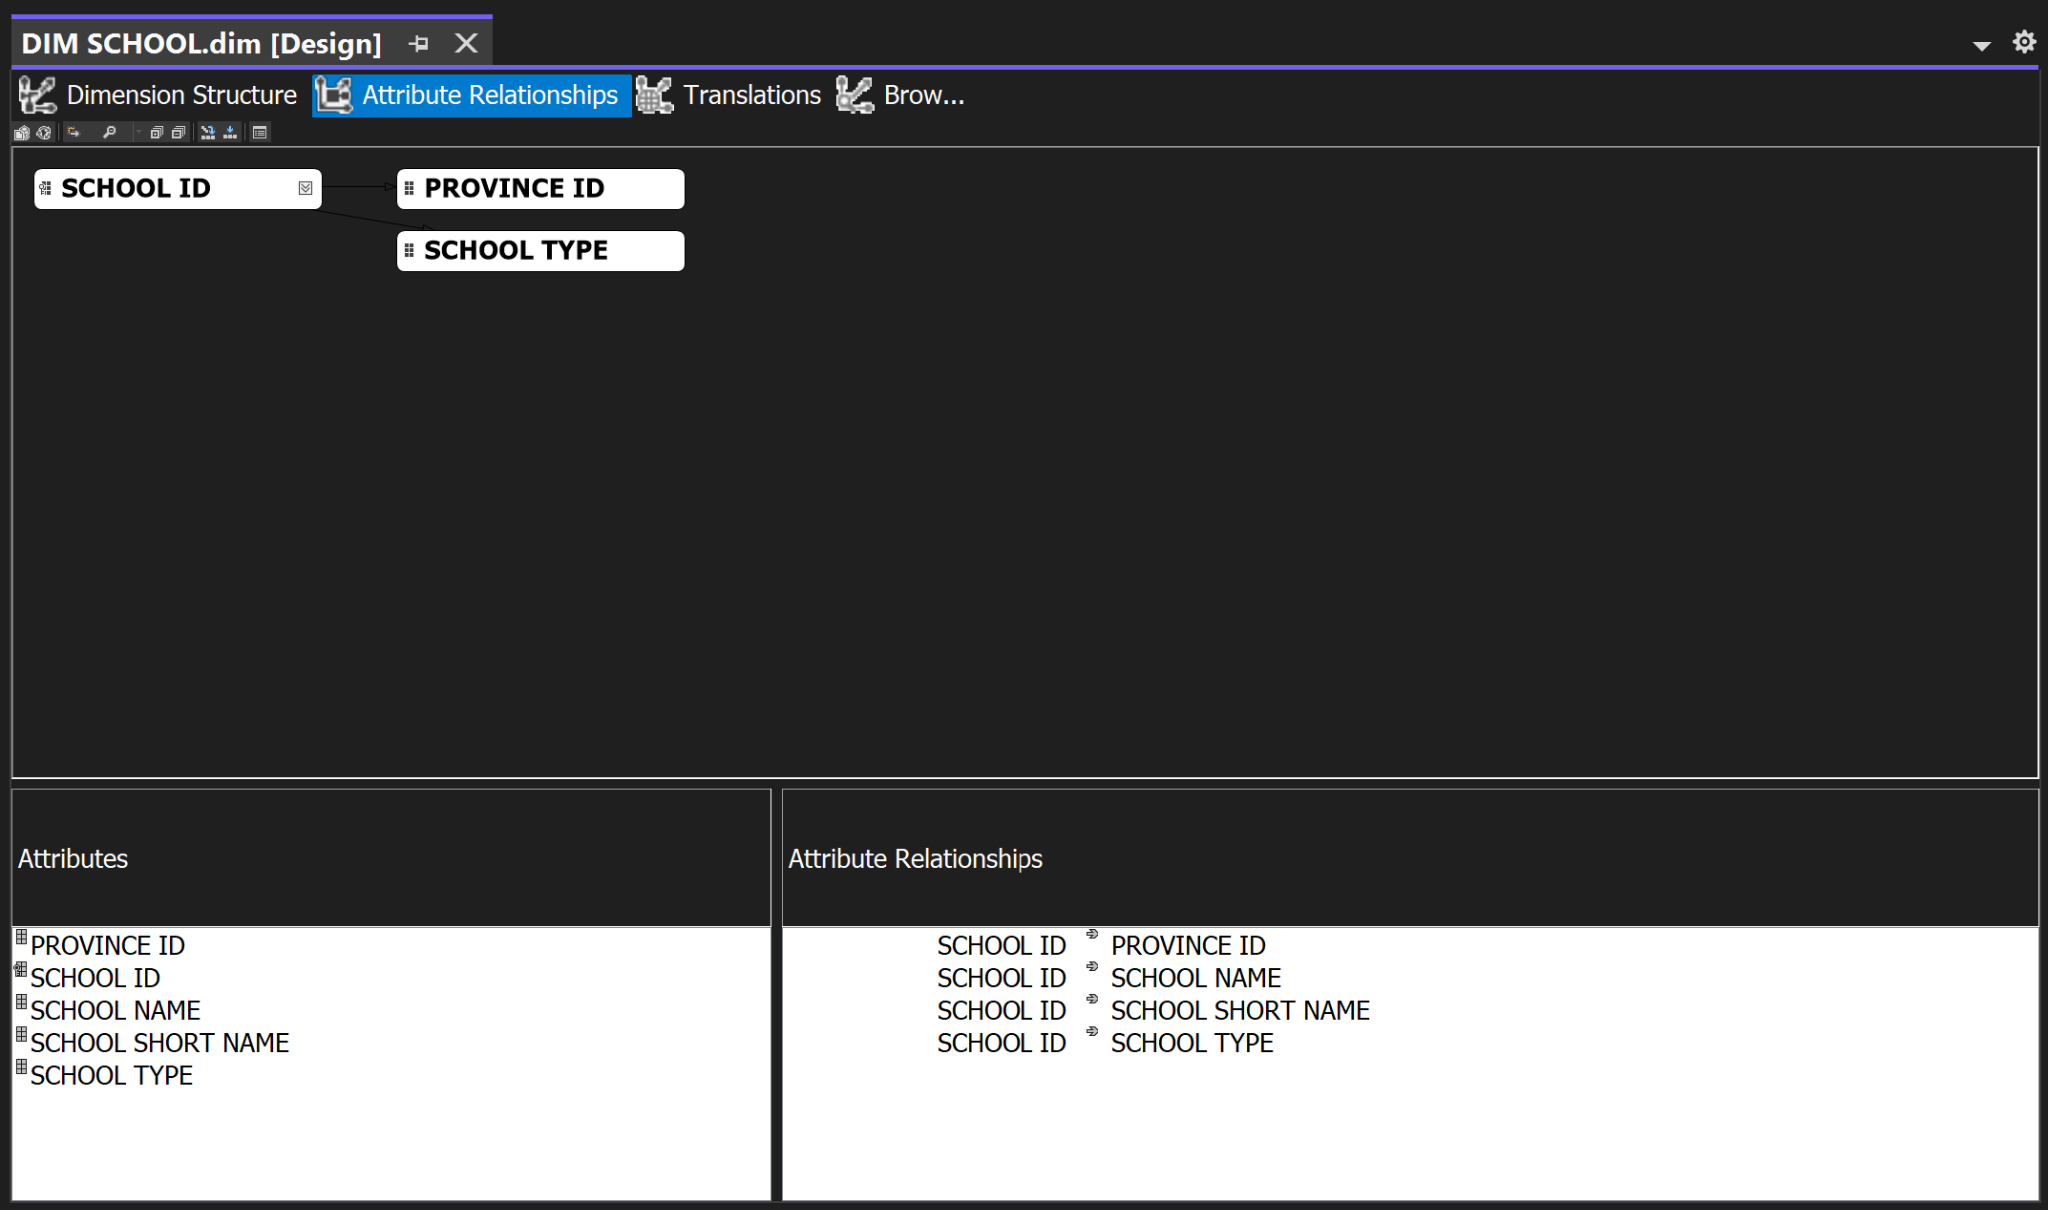 DIM SCHOOL.dim [Design]
Dimension Structure Attribute Relationships Translations Brow...
SCHOOL ID PROVINCE ID
SCHOOL TYPE
Attributes
PROVINCE ID
SCHOOL ID
SCHOOL NAME
SCHOOL SHORT NAME
SCHOOL TYPE
Attribute Relationships
SCHOOL ID PROVINCE ID
SCHOOL ID SCHOOL NAME
SCHOOL ID SCHOOL SHORT NAME
SCHOOL ID SCHOOL TYPE